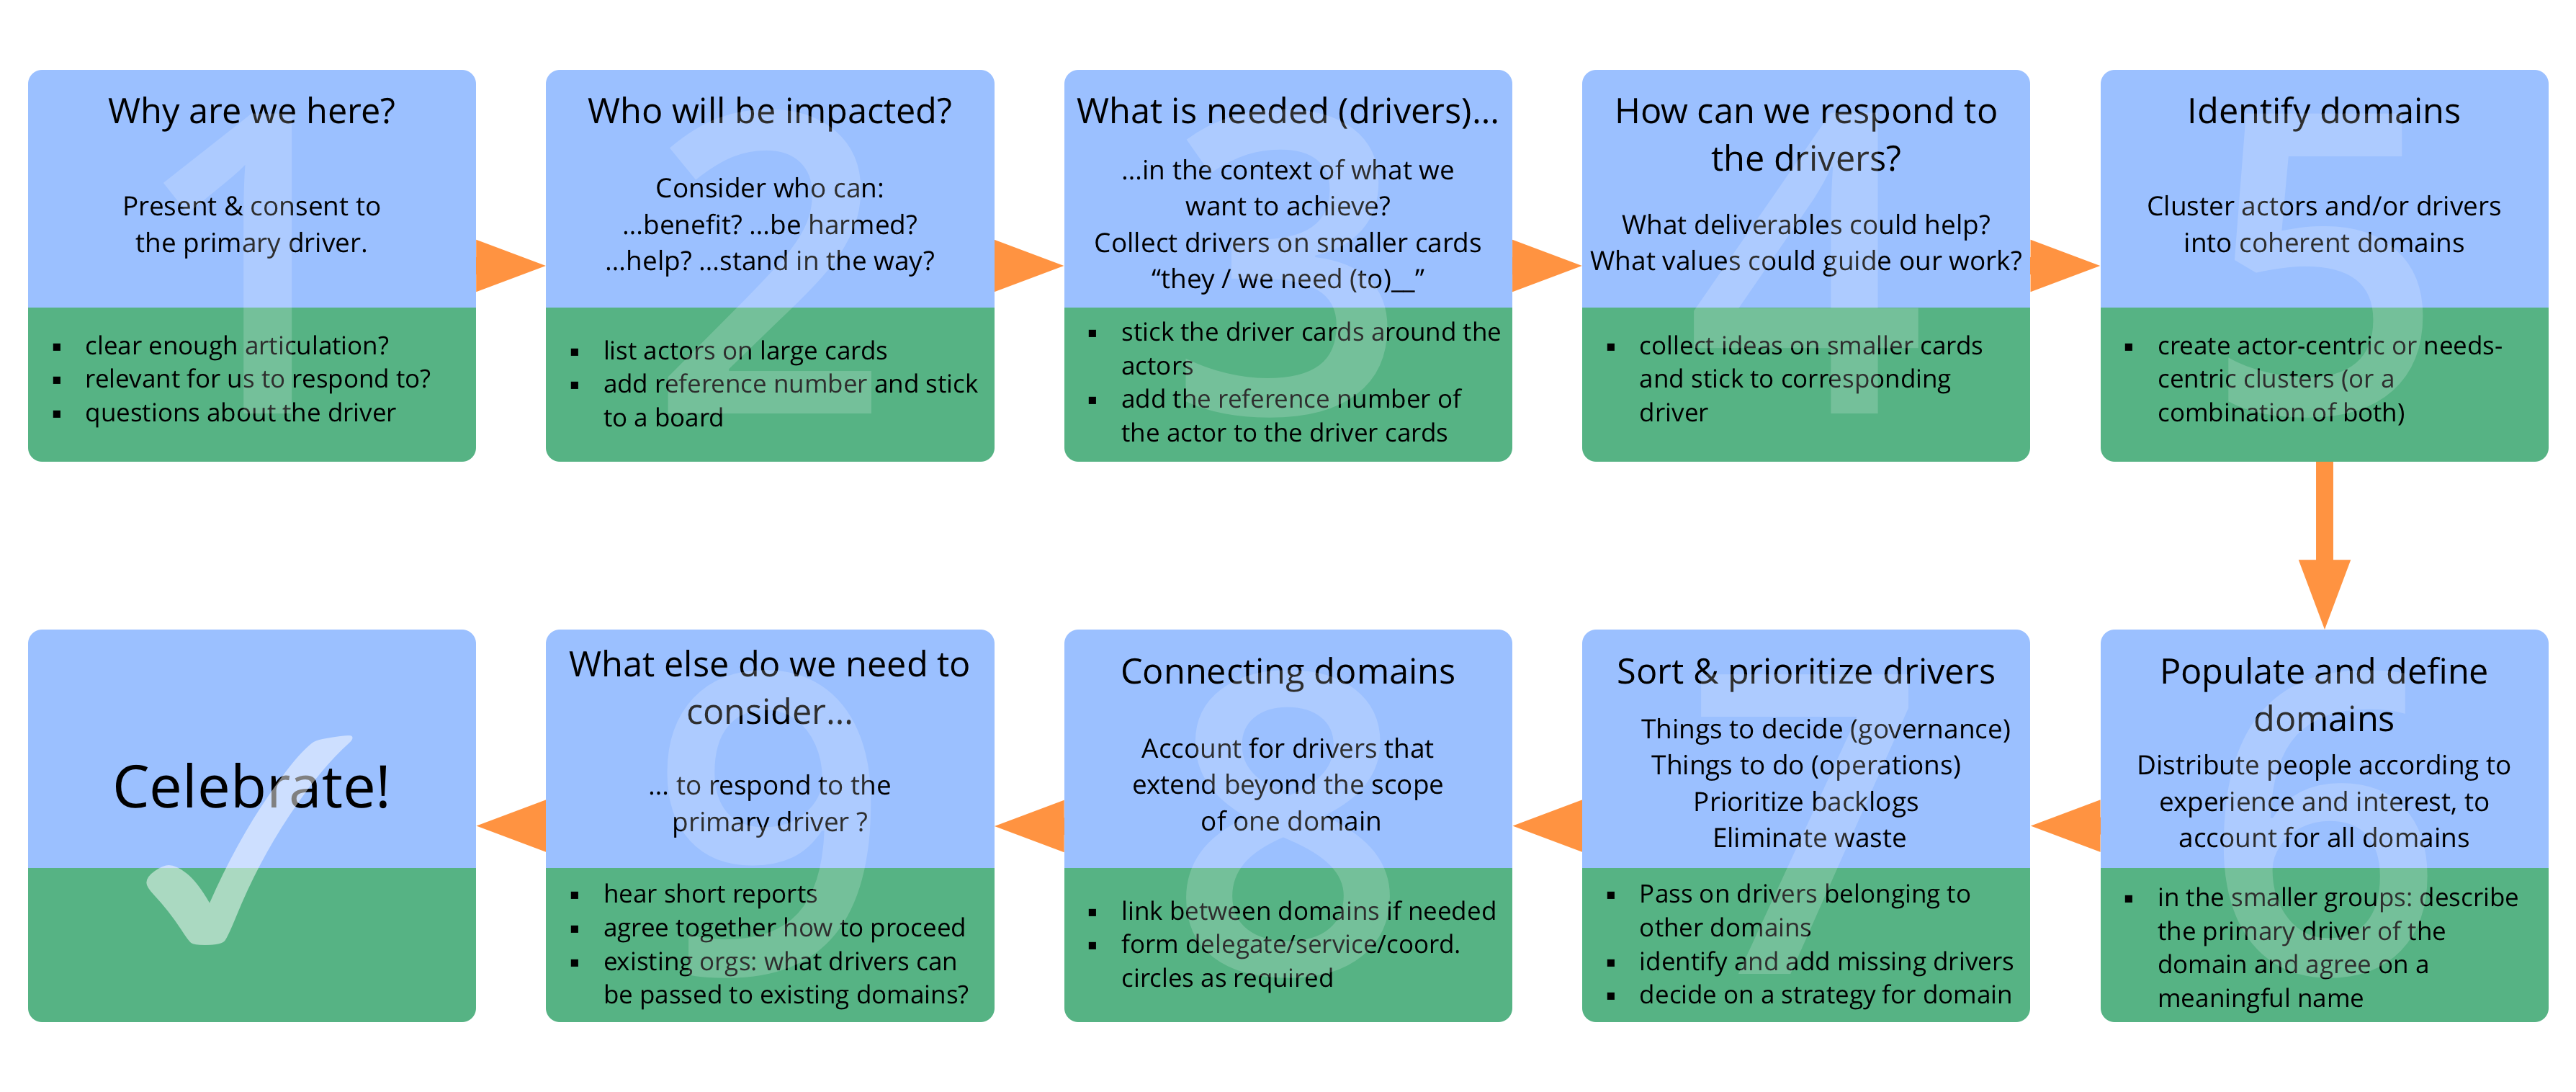 1
Why are we here?
Present & consent to
the primary driver.
▪ clear enough articulation?
▪ relevant for us to respond to?
▪ questions about the driver
2
Who will be impacted?
Consider who can:
...benefit? ...be harmed?
...help? ...stand in the way?
▪ list actors on large cards
▪ add reference number and stick
to a board
3
What is needed (drivers)...
...in the context of what we
want to achieve?
Collect drivers on smaller cards
“they / we need (to)__”
▪ stick the driver cards around the
actors
▪ add the reference number of
the actor to the driver cards
4
How can we respond to
the drivers?
What deliverables could help?
What values could guide our work?
▪ collect ideas on smaller cards
and stick to corresponding
driver
5
Identify domains
Cluster actors and/or drivers
into coherent domains
▪ create actor-centric or needs-
centric clusters (or a
combination of both)
6
Populate and define
domains
Distribute people according to
experience and interest, to
account for all domains
▪ in the smaller groups: describe
the primary driver of the
domain and agree on a
meaningful name
7
Sort & prioritize drivers
Things to decide (governance)
Things to do (operations)
Prioritize backlogs
Eliminate waste
▪ Pass on drivers belonging to
other domains
▪ identify and add missing drivers
▪ decide on a strategy for domain
8
Connecting domains
Account for drivers that
extend beyond the scope
of one domain
▪ link between domains if needed
▪ form delegate/service/coord.
circles as required
9
What else do we need to
consider...
... to respond to the
primary driver ?
▪ hear short reports
▪ agree together how to proceed
▪ existing orgs: what drivers can
be passed to existing domains?
Celebrate!